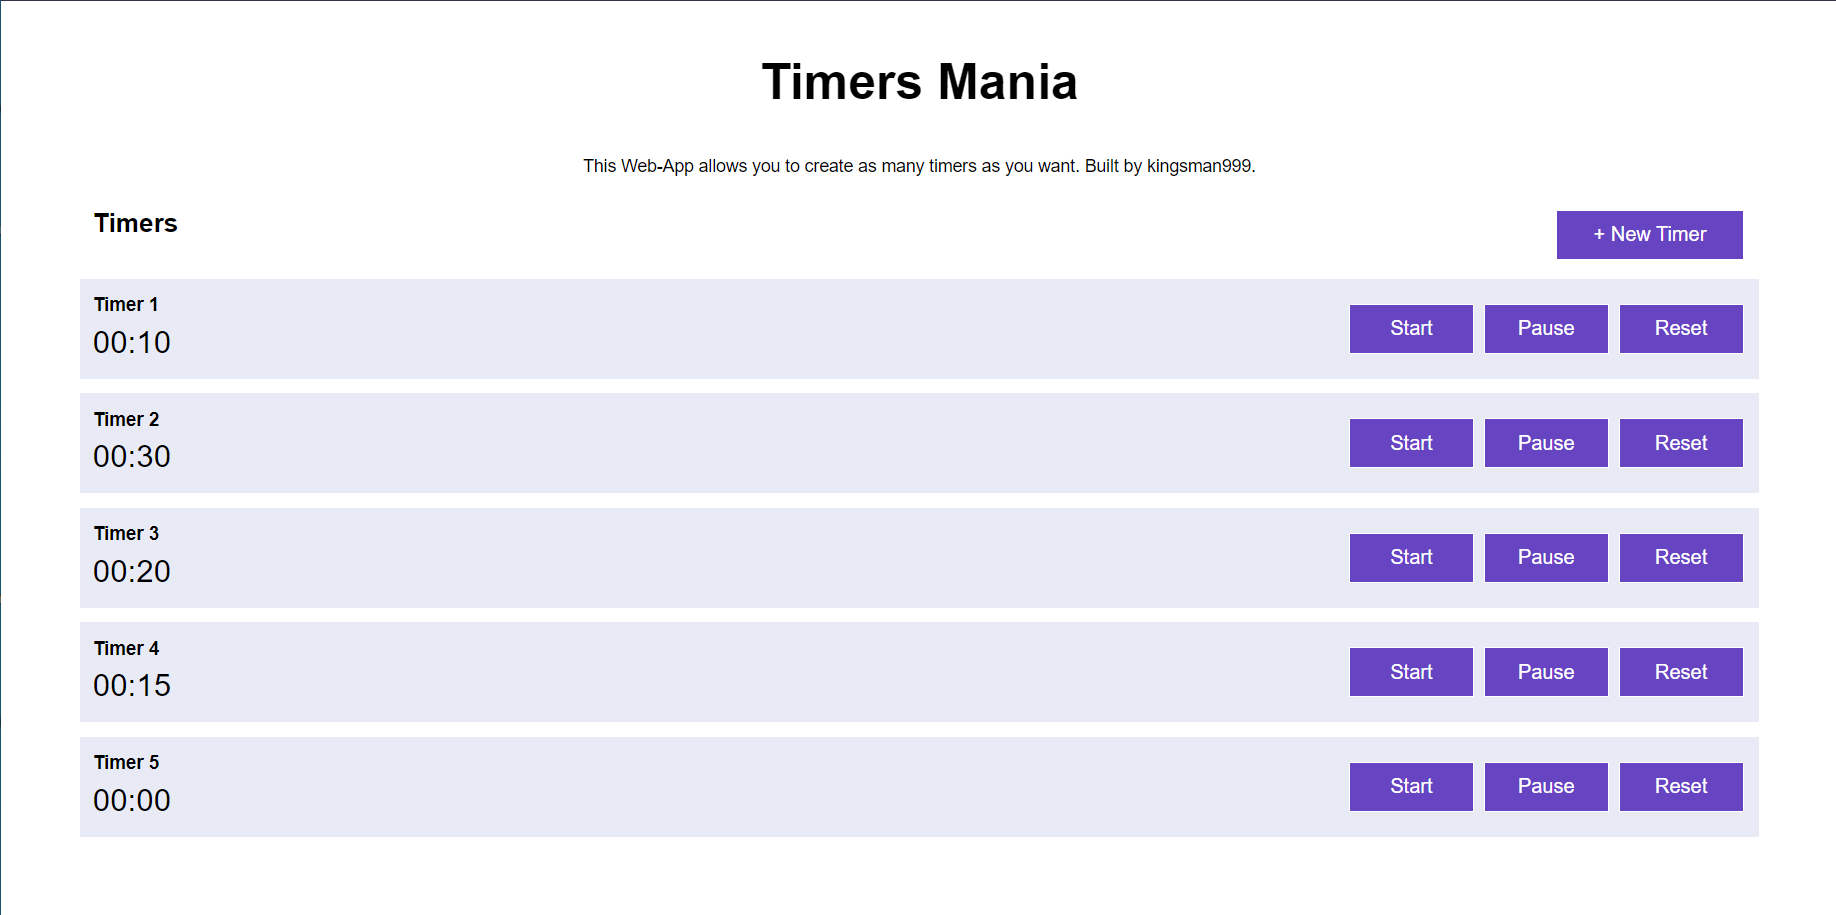 Timers Mania
This Web-App allows you to create as many timers as you want. Built by kingsman999.
Timers
+ New Timer
Timer 1
00:10
Start Pause Reset
Timer 2
00:30
Start Pause Reset
Timer 3
00:20
Start Pause Reset
Timer 4
00:15
Start Pause Reset
Timer 5
00:00
Start Pause Reset